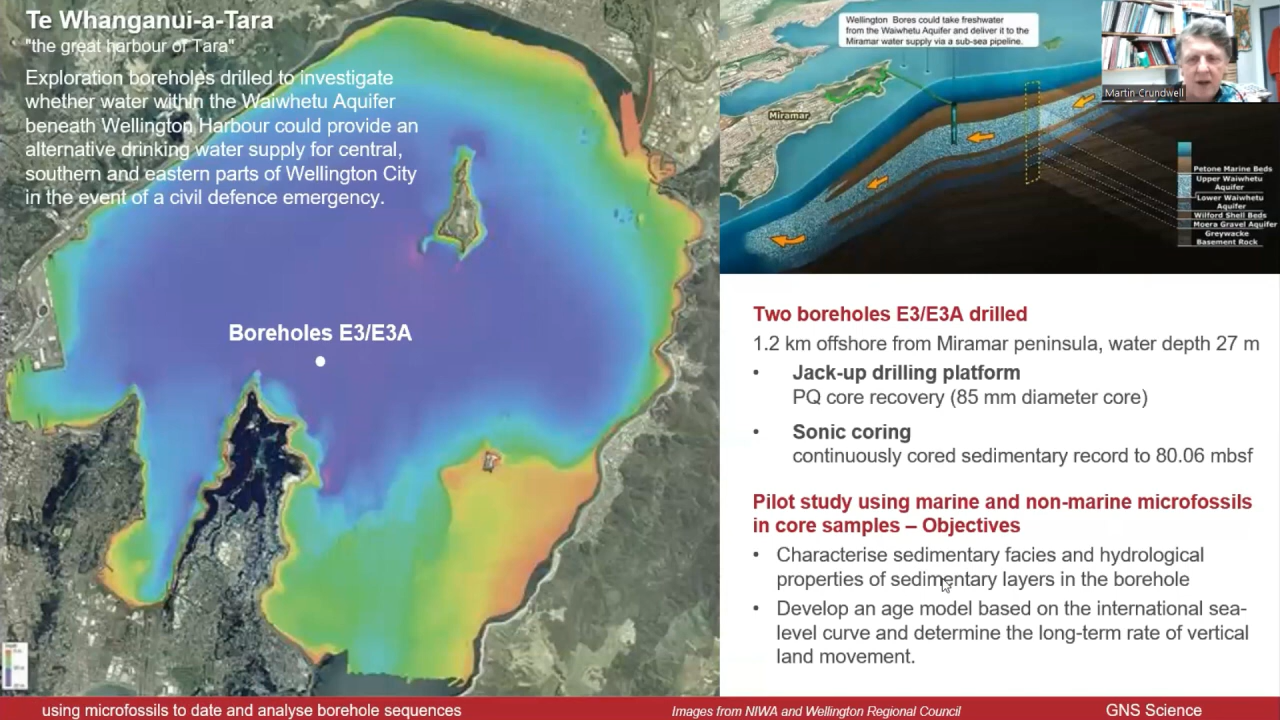 Te Whanganui-a-Tara
"the great harbour of Tara"
Exploration boreholes drilled to investigate
whether water within the Waiwhetu Aquifer
beneath Wellington Harbour could provide an
alternative drinking water supply for central,
southern and eastern parts of Wellington City
in the event of a civil defence emergency.
Boreholes E3/E3A
Wellington Bores could take freshwater
from the Waiwhetu Aquifer and deliver it to the
Miramar water supply via a sub-sea pipeline.
Miramar
Martin Crundwell
Petone Marine Beds
Upper Waiwhetu
Aquifer
Lower Waiwhetu
Aquifer
Wilford Shell Beds
Moera Gravel Aquifer
Greywacke
Basement Rock
Two boreholes E3/E3A drilled
1.2 km offshore from Miramar peninsula, water depth 27 m
• Jack-up drilling platform
PQ core recovery (85 mm diameter core)
• Sonic coring
continuously cored sedimentary record to 80.06 mbsf
Pilot study using marine and non-marine microfossils
in core samples – Objectives
• Characterise sedimentary facies and hydrological
properties of sedimentary layers in the borehole
• Develop an age model based on the international sea-
level curve and determine the long-term rate of vertical
land movement.
using microfossils to date and analyse borehole sequences
Images from NIWA and Wellington Regional Council
GNS Science